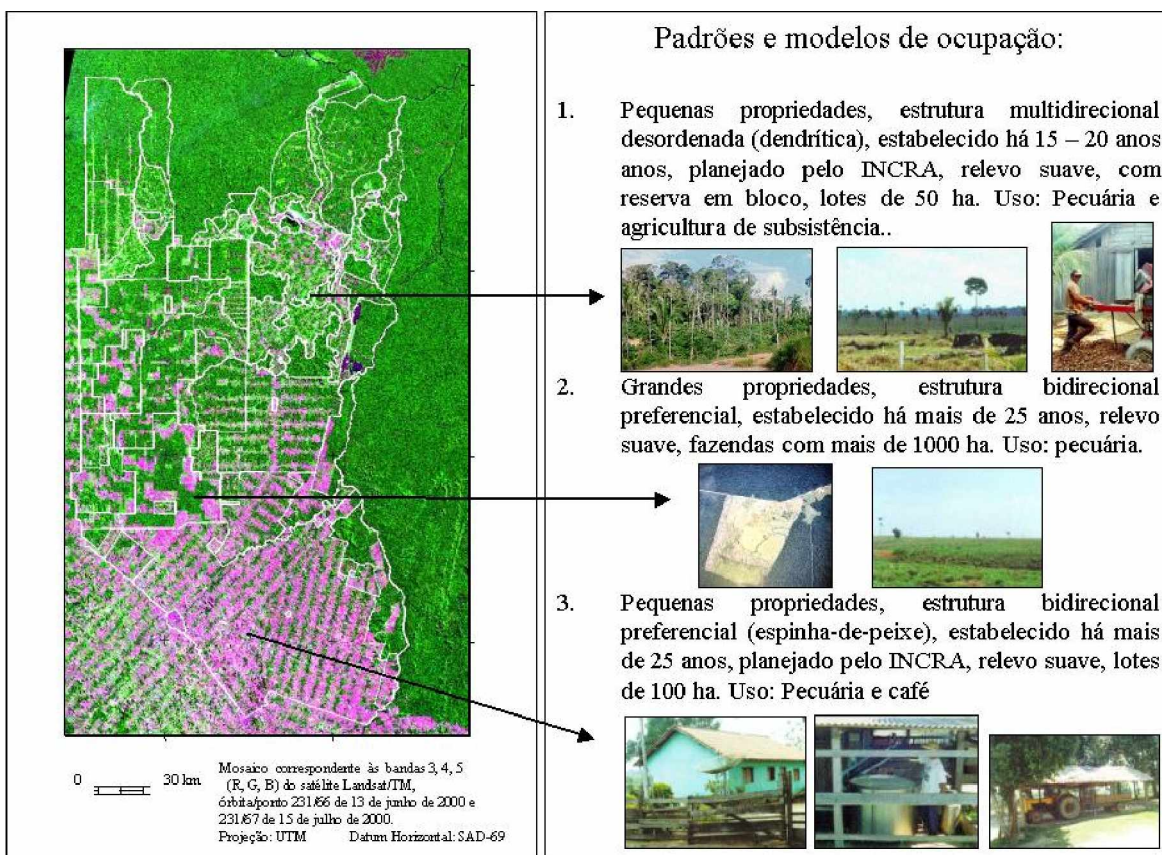 Padrões e modelos de ocupação:
1. Pequenas propriedades, estrutura multidirecional
desordenada (dendrítica), estabelecido há 15 – 20 anos
anos, planejado pelo INCRA, relevo suave, com
reserva em bloco, lotes de 50 ha. Uso: Pecuária e
agricultura de subsistência..
2. Grandes propriedades, estrutura bidirecional
preferencial, estabelecido há mais de 25 anos, relevo
suave, fazendas com mais de 1000 ha. Uso: pecuária.
3. Pequenas propriedades, estrutura bidirecional
preferencial (espinha-de-peixe), estabelecido há mais
de 25 anos, planejado pelo INCRA, relevo suave, lotes
de 100 ha. Uso: Pecuária e café
0 30 km
Mosaico correspondente às bandas 3, 4, 5
(R, G, B) do satélite Landsat/TM,
órbita/ponto 231/66 de 13 de junho de 2000 e
231/67 de 15 de julho de 2000.
Projeção: UTM Datum Horizontal: SAD-69